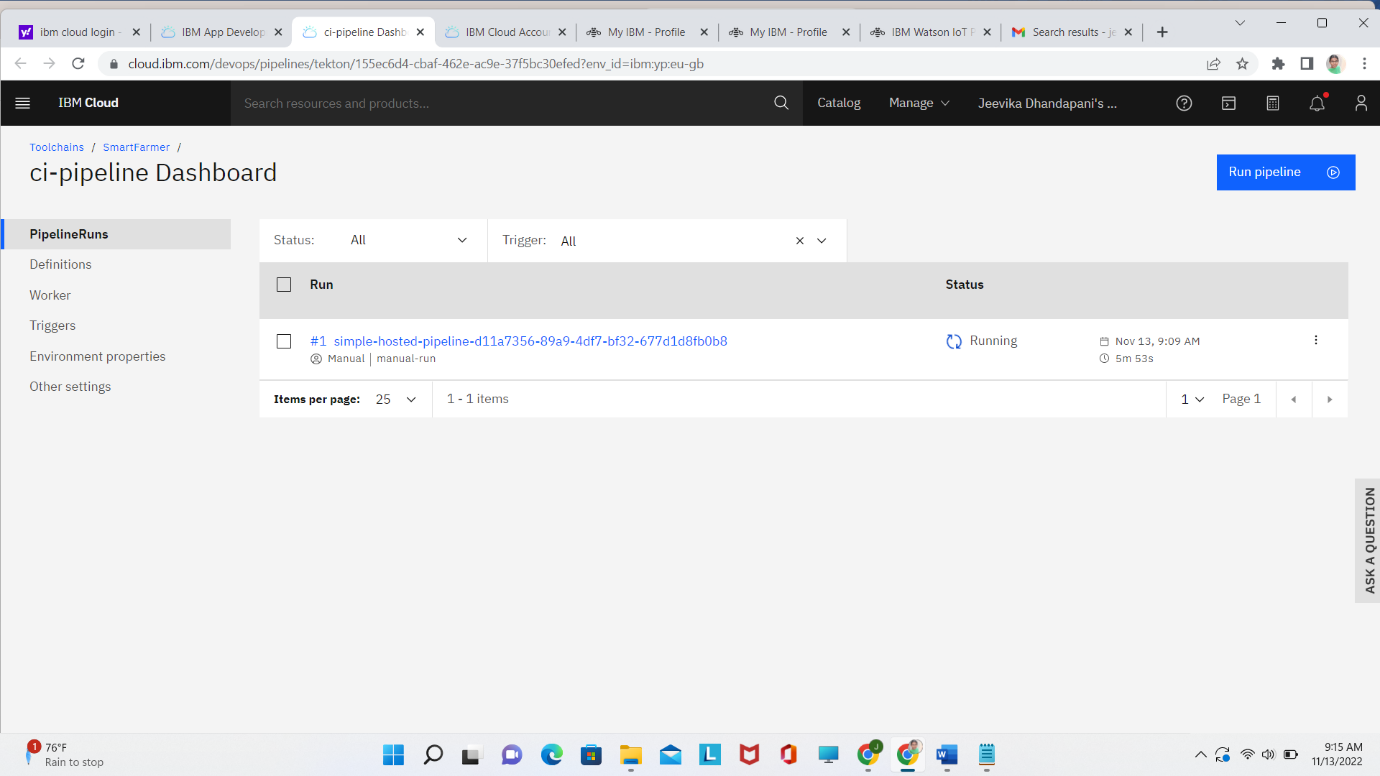 ibm cloud login -
IBM App Develop
ci-pipeline Dashb
IBM Cloud Accou
My IBM - Profile
My IBM - Profile
IBM Watson IoT P
Search results - je
cloud.ibm.com/devops/pipelines/tekton/155ec6d4-cbaf-462e-ac9e-37f5bc30efed?env_id=ibm:yp:eu-gb
IBM Cloud
Search resources and products...
Catalog
Manage
Jeevika Dhandapani's ...
Toolchains / SmartFarmer /
ci-pipeline Dashboard
Run pipeline
PipelineRuns
Definitions
Worker
Triggers
Environment properties
Other settings
Status: All
Trigger: All
Run
Status
#1 simple-hosted-pipeline-d11a7356-89a9-4df7-bf32-677d1d8fb0b8
Manual | manual-run
Running
Nov 13, 9:09 AM
5m 53s
Items per page: 25
1 - 1 items
1
Page 1
ASK A QUESTION
1
76°F
Rain to stop
L
J
W
9:15 AM
11/13/2022